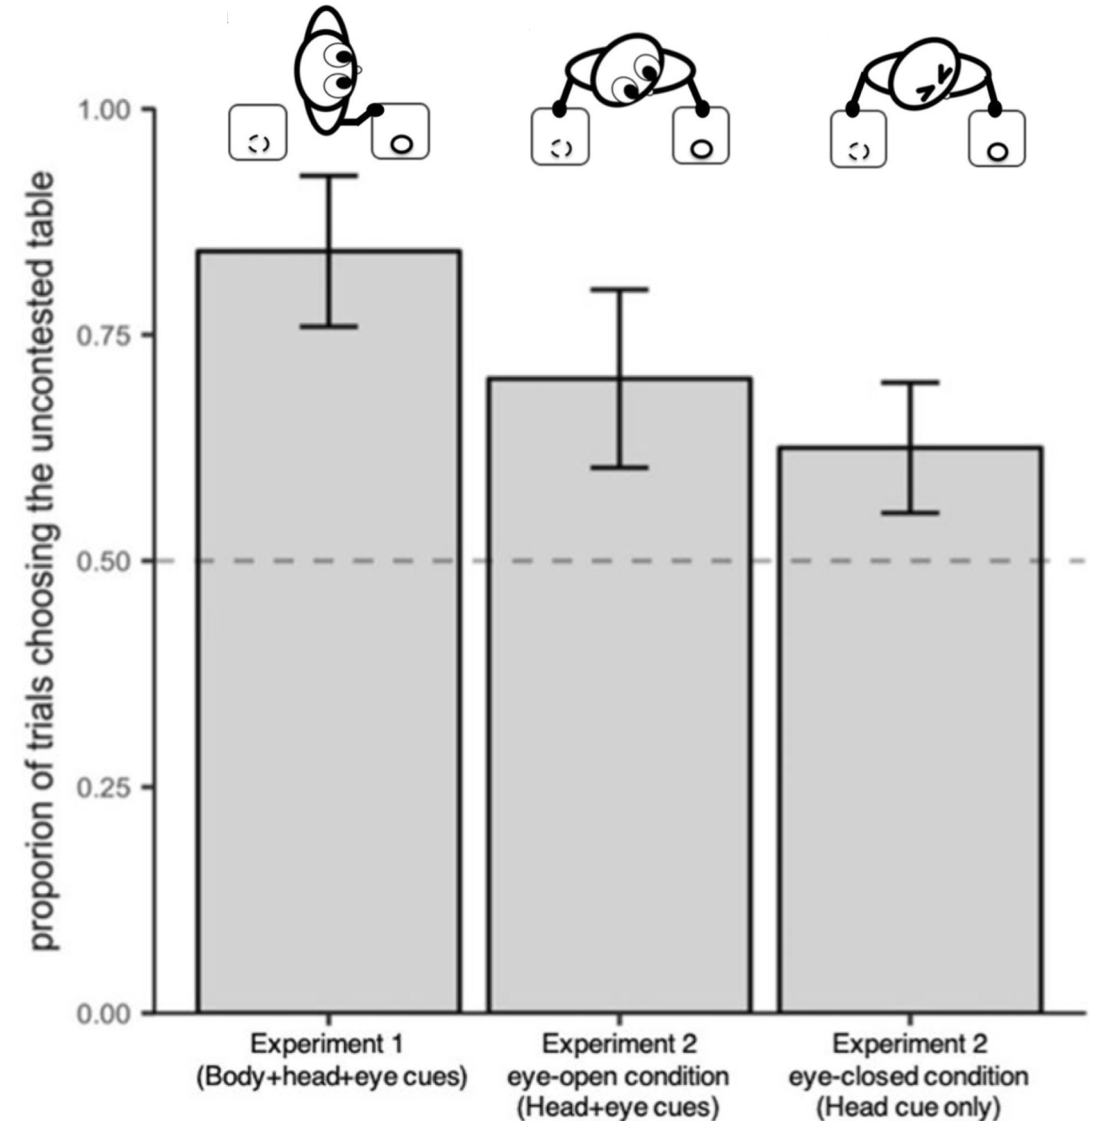 proporion of trials choosing the uncontested table
1.00
0.75
0.50
0.25
0.00
Experiment 1
(Body+head+eye cues)
Experiment 2
eye-open condition
(Head+eye cues)
Experiment 2
eye-closed condition
(Head cue only)